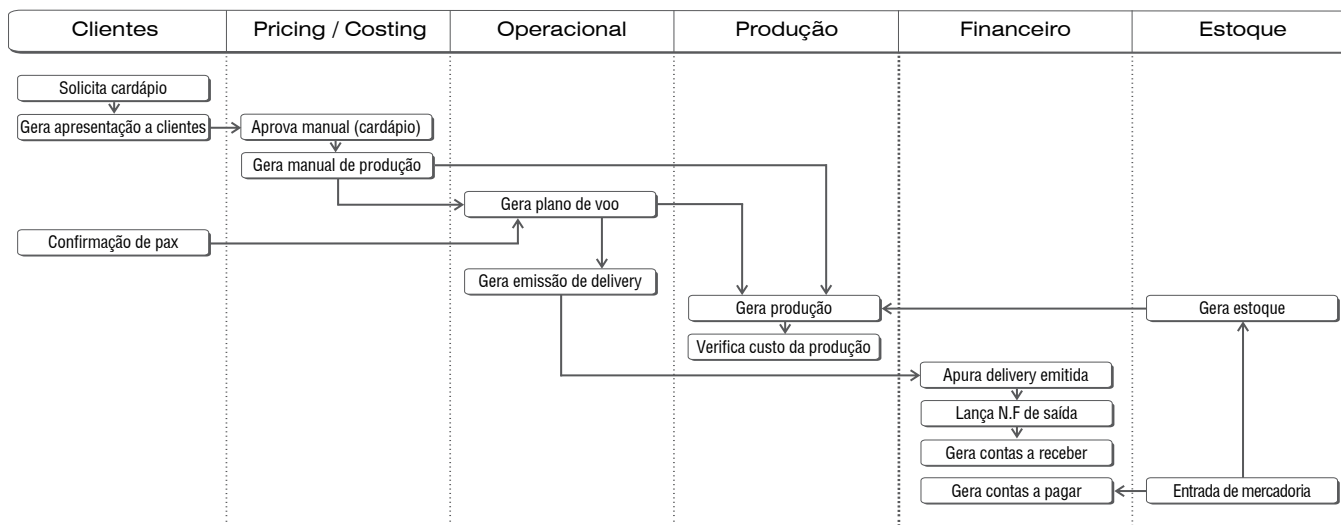 Clientes
Pricing / Costing
Operacional
Produção
Financeiro
Estoque
Solicita cardápio
Gera apresentação a clientes
Aprova manual (cardápio)
Gera manual de produção
Gera plano de voo
Confirmação de pax
Gera emissão de delivery
Gera produção
Gera estoque
Verifica custo da produção
Apura delivery emitida
Lança N.F de saída
Gera contas a receber
Gera contas a pagar
Entrada de mercadoria